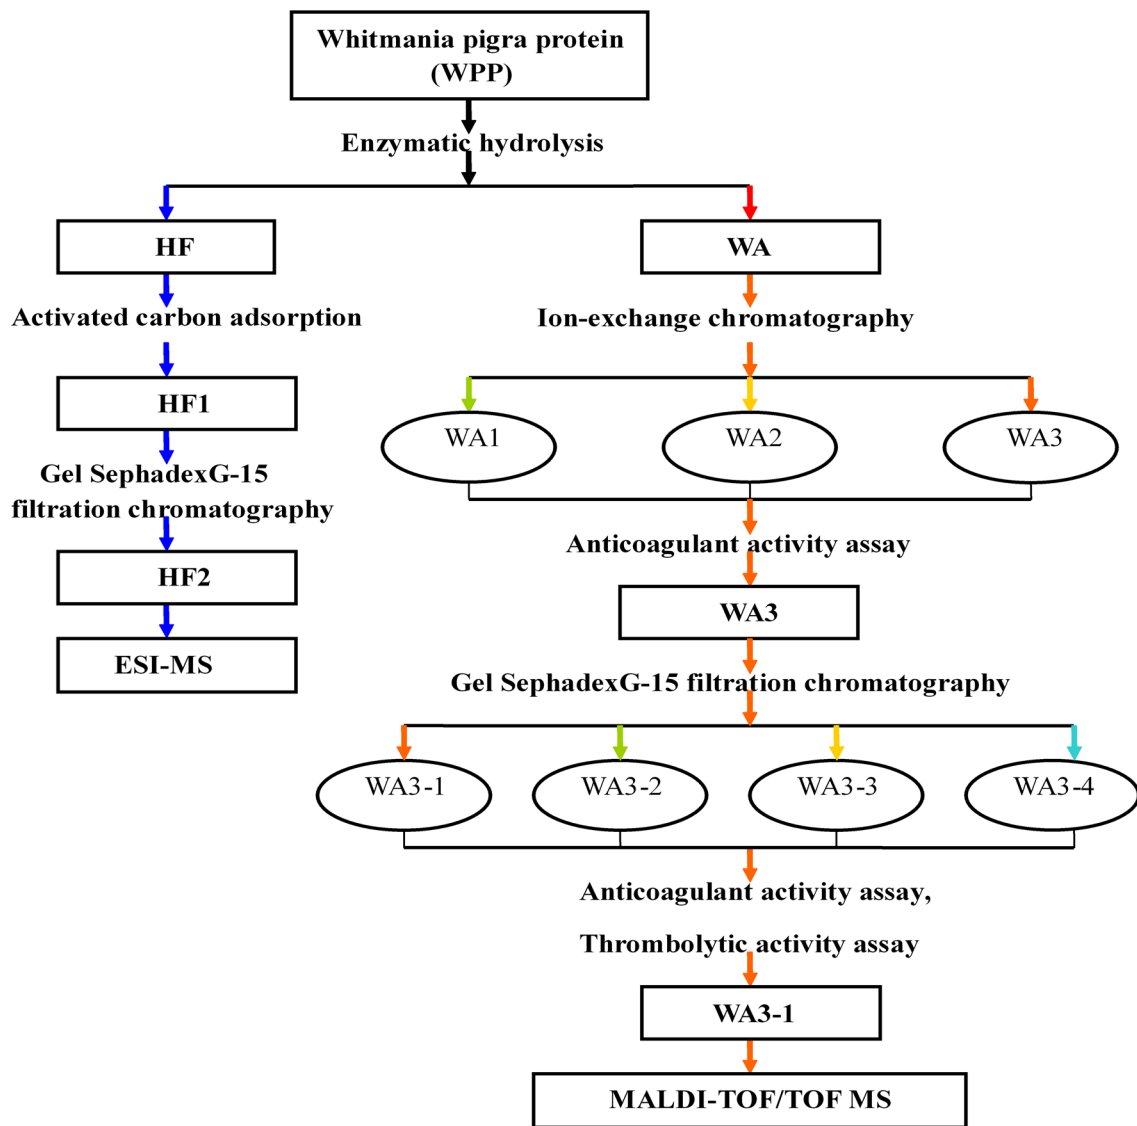 Whitmania pigra protein
(WPP)
Enzymatic hydrolysis
HF
WA
Activated carbon adsorption
Ion-exchange chromatography
HF1
WA1
WA2
WA3
Gel SephadexG-15
filtration chromatography
Anticoagulant activity assay
HF2
WA3
ESI-MS
Gel SephadexG-15 filtration chromatography
WA3-1
WA3-2
WA3-3
WA3-4
Anticoagulant activity assay,
Thrombolytic activity assay
WA3-1
MALDI-TOF/TOF MS